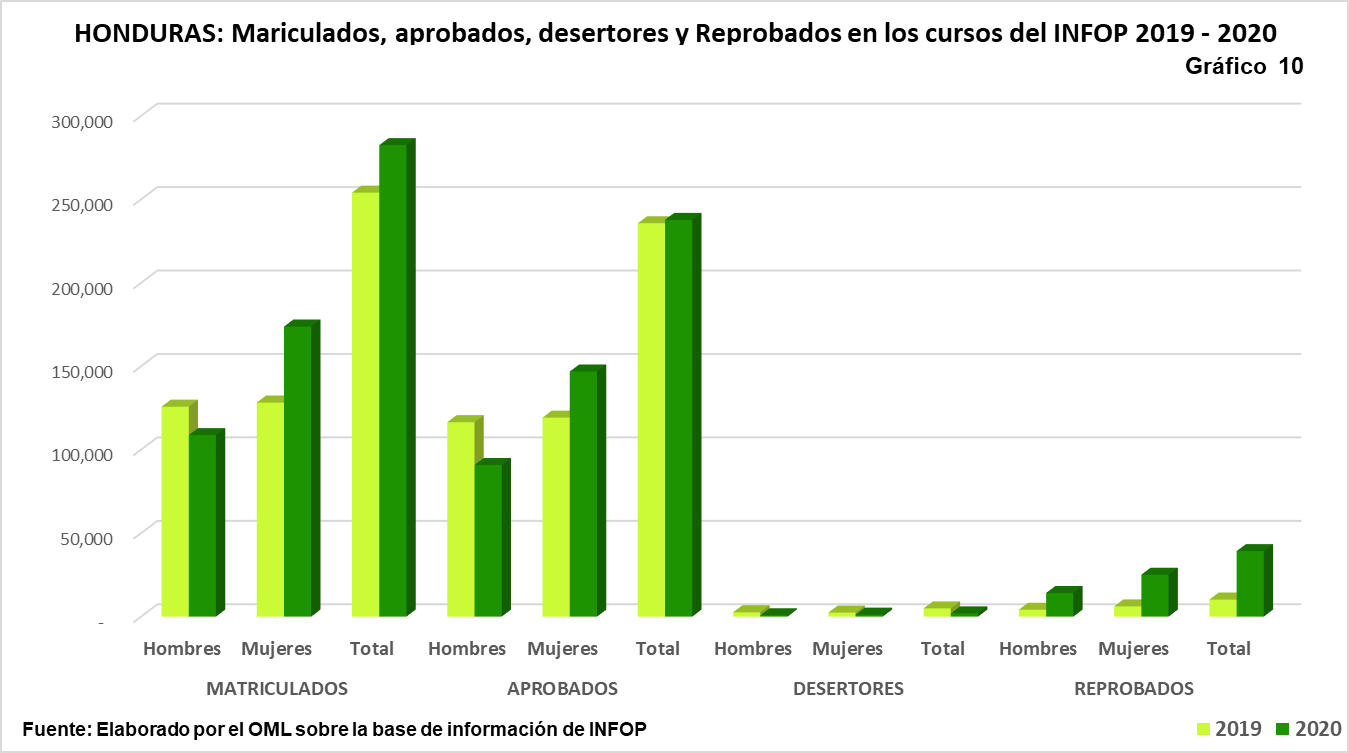 HONDURAS: Mariculados, aprobados, desertores y Reprobados en los cursos del INFOP 2019 - 2020
Gráfico 10
300,000
250,000
200,000
150,000
100,000
50,000
-
Hombres Mujeres Total Hombres Mujeres Total Hombres Mujeres Total Hombres Mujeres Total
MATRICULADOS APROBADOS DESERTORES REPROBADOS
Fuente: Elaborado por el OML sobre la base de información de INFOP
2019 2020